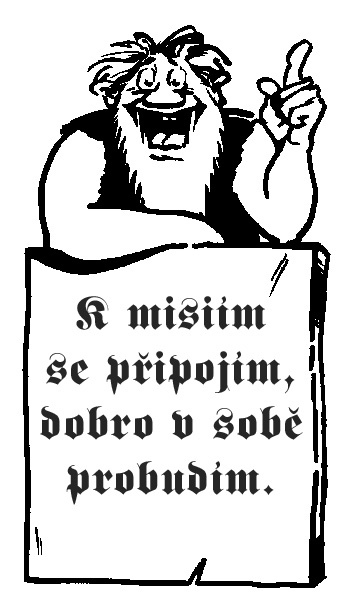 K misiím
se připojím,
dobro v sobě
probudím.